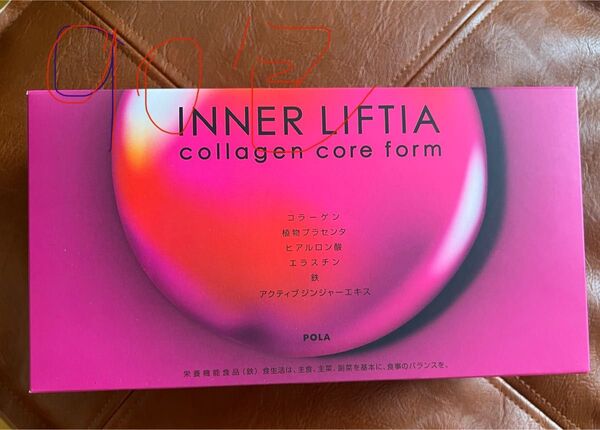 90包
INNER LIFTIA
collagen core form
コラーゲン
植物プラセンタ
ヒアルロン酸
エラスチン
鉄
アクティブジンジャーエキス
POLA
栄養機能食品(鉄) 食生活は、主食、主菜、副菜を基本に、食事のバランスを。